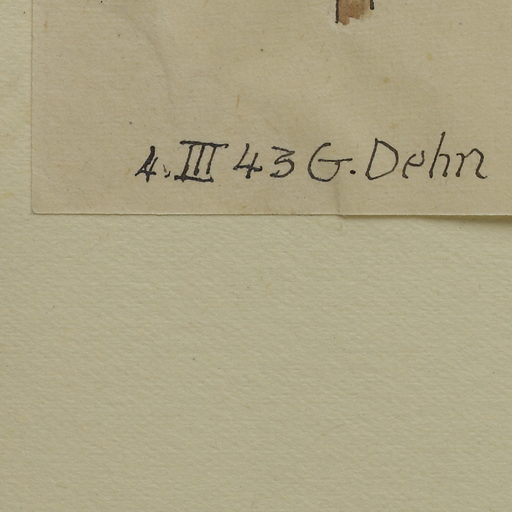 4. III 43 G. Dehn